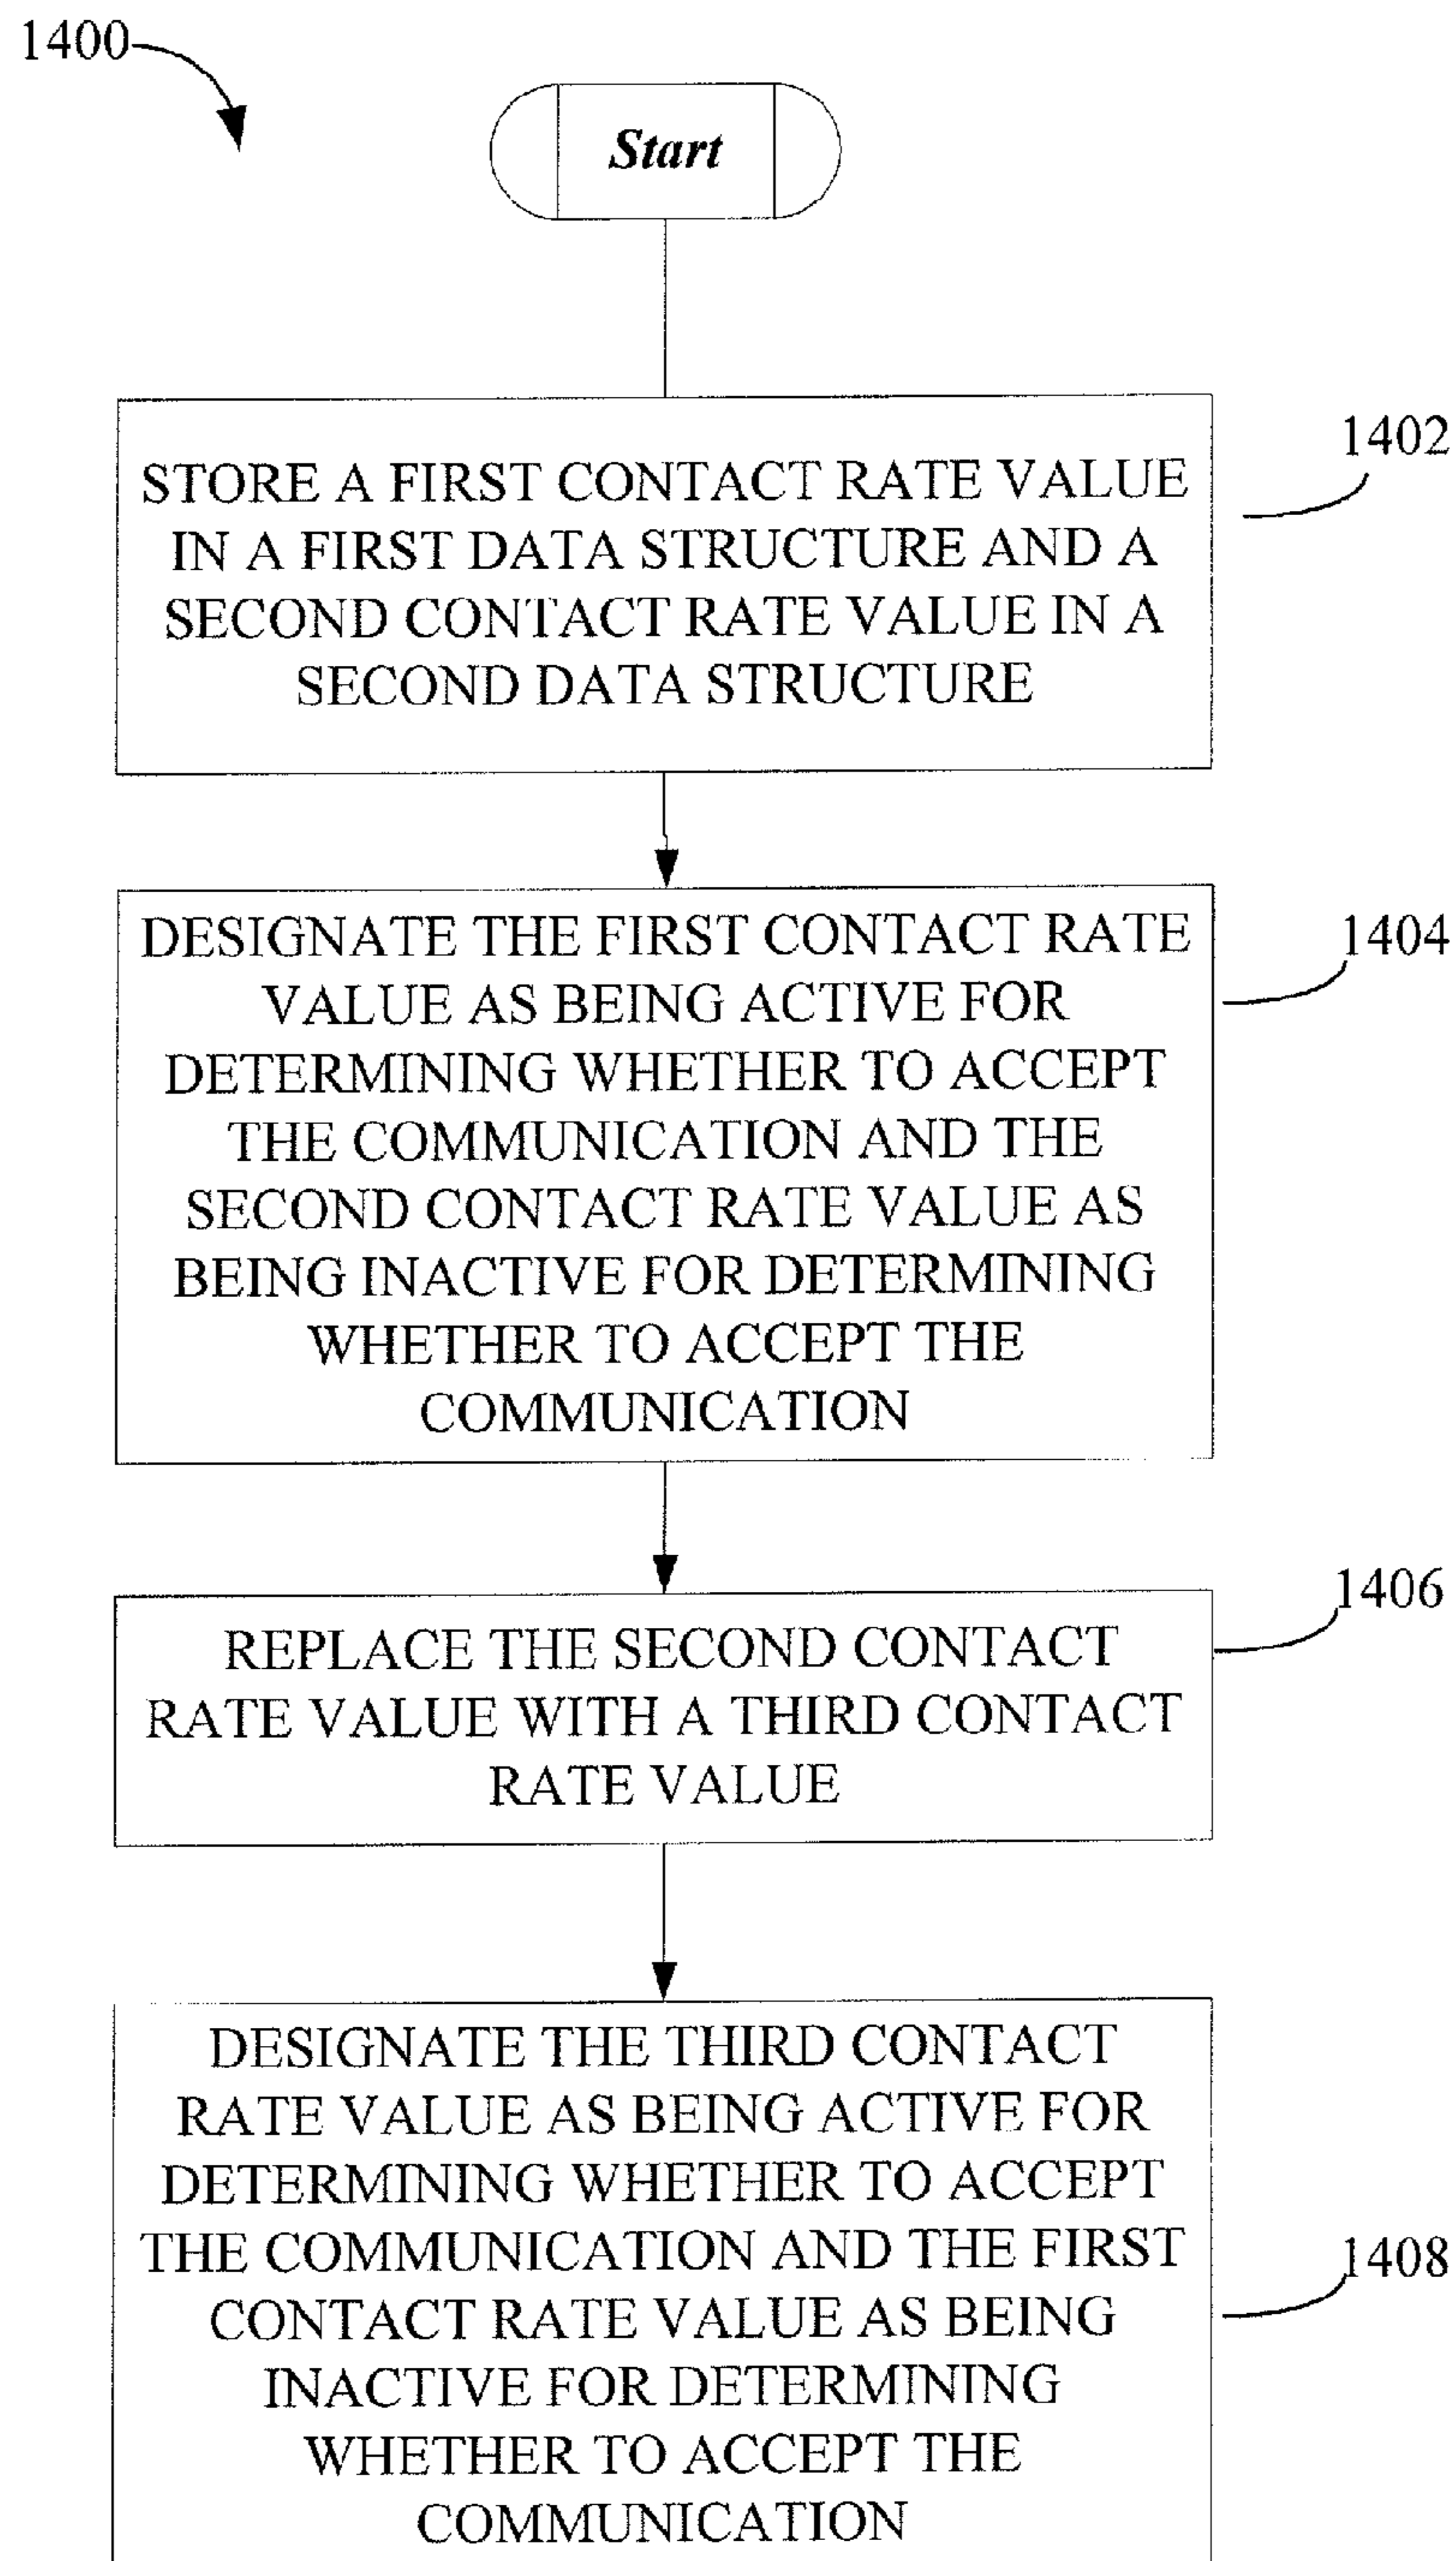 1400
Start
1402
STORE A FIRST CONTACT RATE VALUE
IN A FIRST DATA STRUCTURE AND A
SECOND CONTACT RATE VALUE IN A
SECOND DATA STRUCTURE
1404
DESIGNATE THE FIRST CONTACT RATE
VALUE AS BEING ACTIVE FOR
DETERMINING WHETHER TO ACCEPT
THE COMMUNICATION AND THE
SECOND CONTACT RATE VALUE AS
BEING INACTIVE FOR DETERMINING
WHETHER TO ACCEPT THE
COMMUNICATION
1406
REPLACE THE SECOND CONTACT
RATE VALUE WITH A THIRD CONTACT
RATE VALUE
DESIGNATE THE THIRD CONTACT
RATE VALUE AS BEING ACTIVE FOR
DETERMINING WHETHER TO ACCEPT
THE COMMUNICATION AND THE FIRST
1408
CONTACT RATE VALUE AS BEING
INACTIVE FOR DETERMINING
WHETHER TO ACCEPT THE
COMMUNICATION